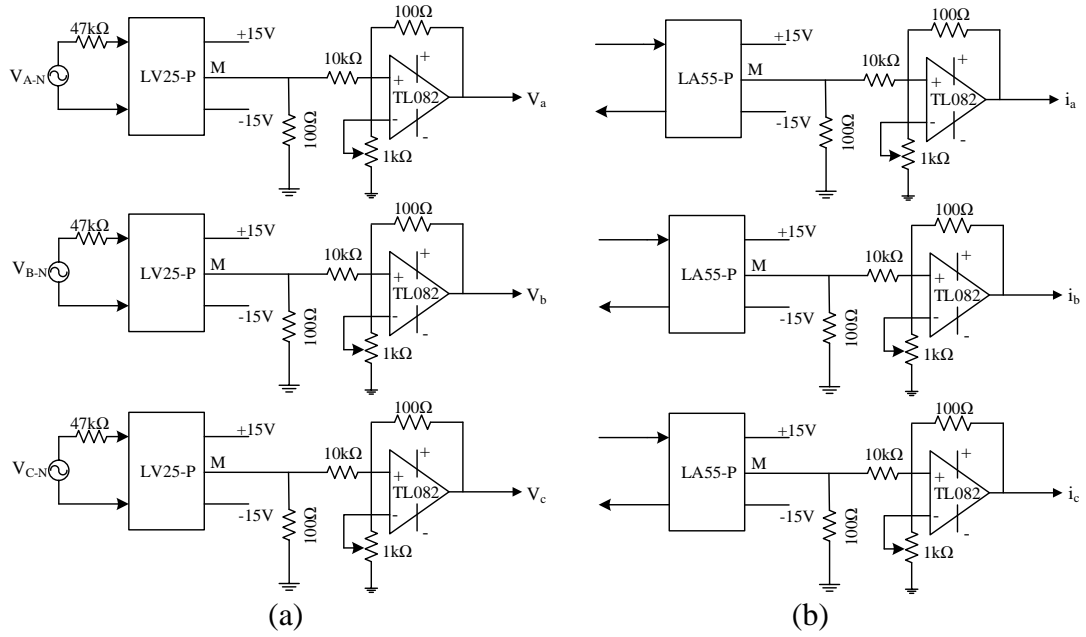 100Ω
47kΩ
+15V
V_A-N
LV25-P
M
10kΩ
+
+
TL082
V_a
-
-
-15V
100Ω
1kΩ
100Ω
47kΩ
+15V
V_B-N
LV25-P
M
10kΩ
+
+
TL082
V_b
-
-
-15V
100Ω
1kΩ
100Ω
47kΩ
+15V
V_C-N
LV25-P
M
10kΩ
+
+
TL082
V_c
-
-
-15V
100Ω
1kΩ
(a)
100Ω
+15V
LA55-P
M
10kΩ
+
+
TL082
i_a
-
-
-15V
100Ω
1kΩ
100Ω
+15V
LA55-P
M
10kΩ
+
+
TL082
i_b
-
-
-15V
100Ω
1kΩ
100Ω
+15V
LA55-P
M
10kΩ
+
+
TL082
i_c
-
-
-15V
100Ω
1kΩ
(b)